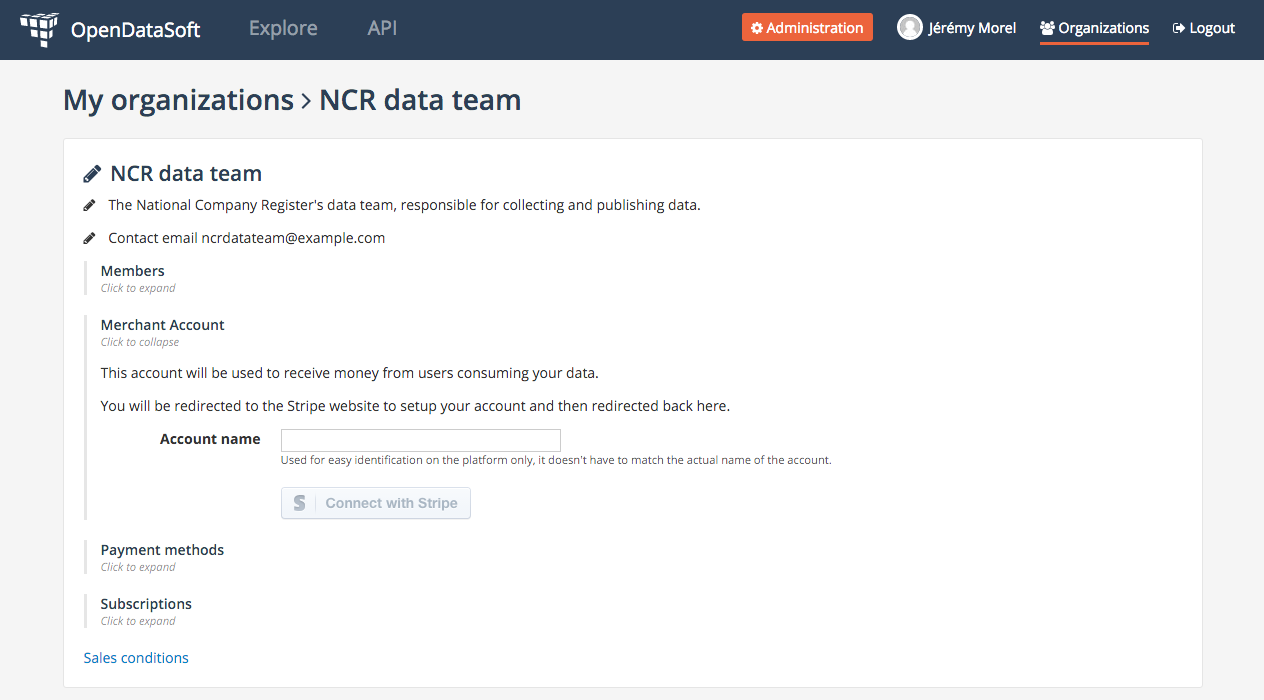 OpenDataSoft Explore API Administration Jérémy Morel Organizations Logout
My organizations > NCR data team
NCR data team
The National Company Register's data team, responsible for collecting and publishing data.
Contact email ncrdatateam@example.com
Members
Click to expand
Merchant Account
Click to collapse
This account will be used to receive money from users consuming your data.
You will be redirected to the Stripe website to setup your account and then redirected back here.
Account name
Used for easy identification on the platform only, it doesn't have to match the actual name of the account.
S Connect with Stripe
Payment methods
Click to expand
Subscriptions
Click to expand
Sales conditions